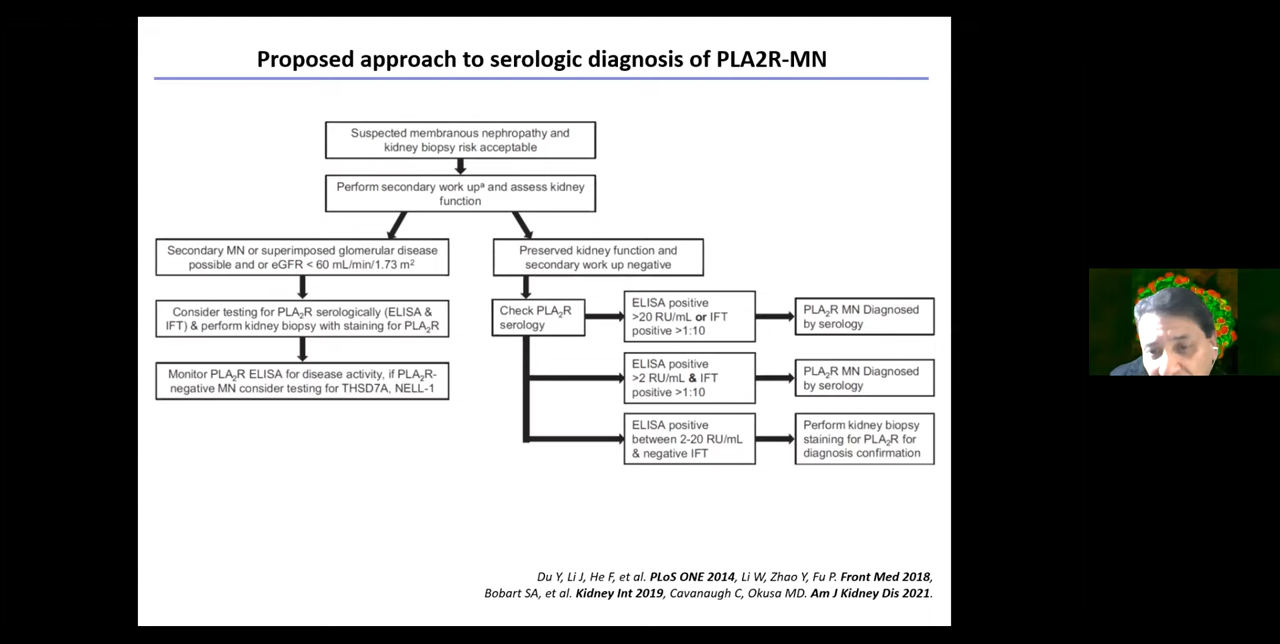 Proposed approach to serologic diagnosis of PLA2R-MN
Suspected membranous nephropathy and
kidney biopsy risk acceptable
Perform secondary work upᵃ and assess kidney
function
Secondary MN or superimposed glomerular disease
possible and or eGFR < 60 mL/min/1.73 m²
Consider testing for PLA₂R serologically (ELISA &
IFT) & perform kidney biopsy with staining for PLA₂R
Monitor PLA₂R ELISA for disease activity, if PLA₂R-
negative MN consider testing for THSD7A, NELL-1
Preserved kidney function and
secondary work up negative
Check PLA₂R
serology
ELISA positive
>20 RU/mL or IFT
positive >1:10
PLA₂R MN Diagnosed
by serology
ELISA positive
>2 RU/mL & IFT
positive >1:10
PLA₂R MN Diagnosed
by serology
ELISA positive
between 2-20 RU/mL
& negative IFT
Perform kidney biopsy
staining for PLA₂R for
diagnosis confirmation
Du Y, Li J, He F, et al. PLoS ONE 2014, Li W, Zhao Y, Fu P. Front Med 2018,
Bobart SA, et al. Kidney Int 2019, Cavanaugh C, Okusa MD. Am J Kidney Dis 2021.